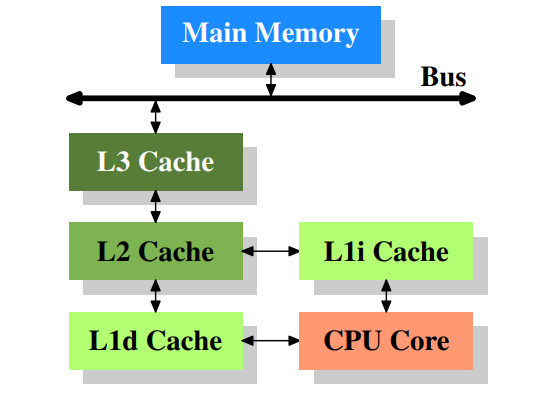 Main Memory
Bus
L3 Cache
L2 Cache
L1i Cache
L1d Cache
CPU Core